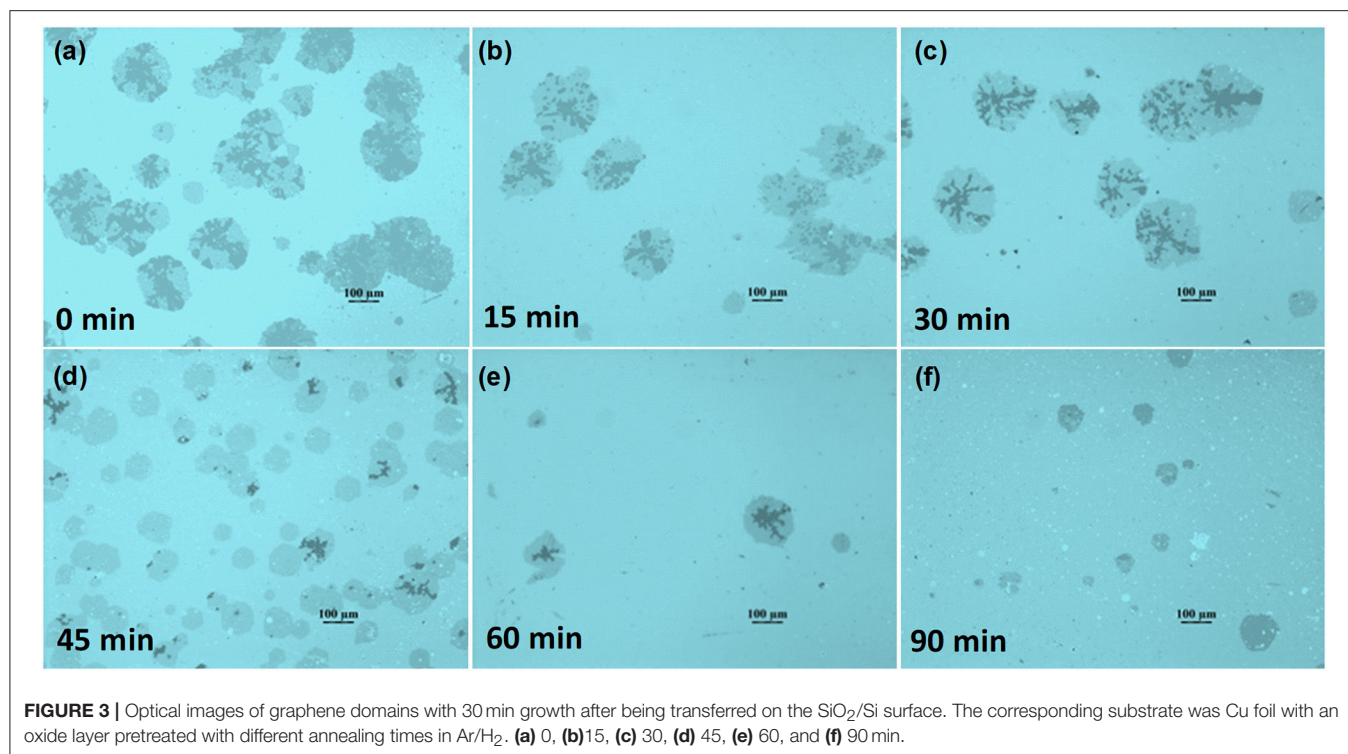 (a)
(b)
(c)
100 µm
100 µm
100 µm
0 min
15 min
30 min
(d)
(e)
(f)
100 µm
100 µm
100 µm
45 min
60 min
90 min
FIGURE 3 | Optical images of graphene domains with 30 min growth after being transferred on the SiO₂/Si surface. The corresponding substrate was Cu foil with an
oxide layer pretreated with different annealing times in Ar/H₂. (a) 0, (b)15, (c) 30, (d) 45, (e) 60, and (f) 90 min.